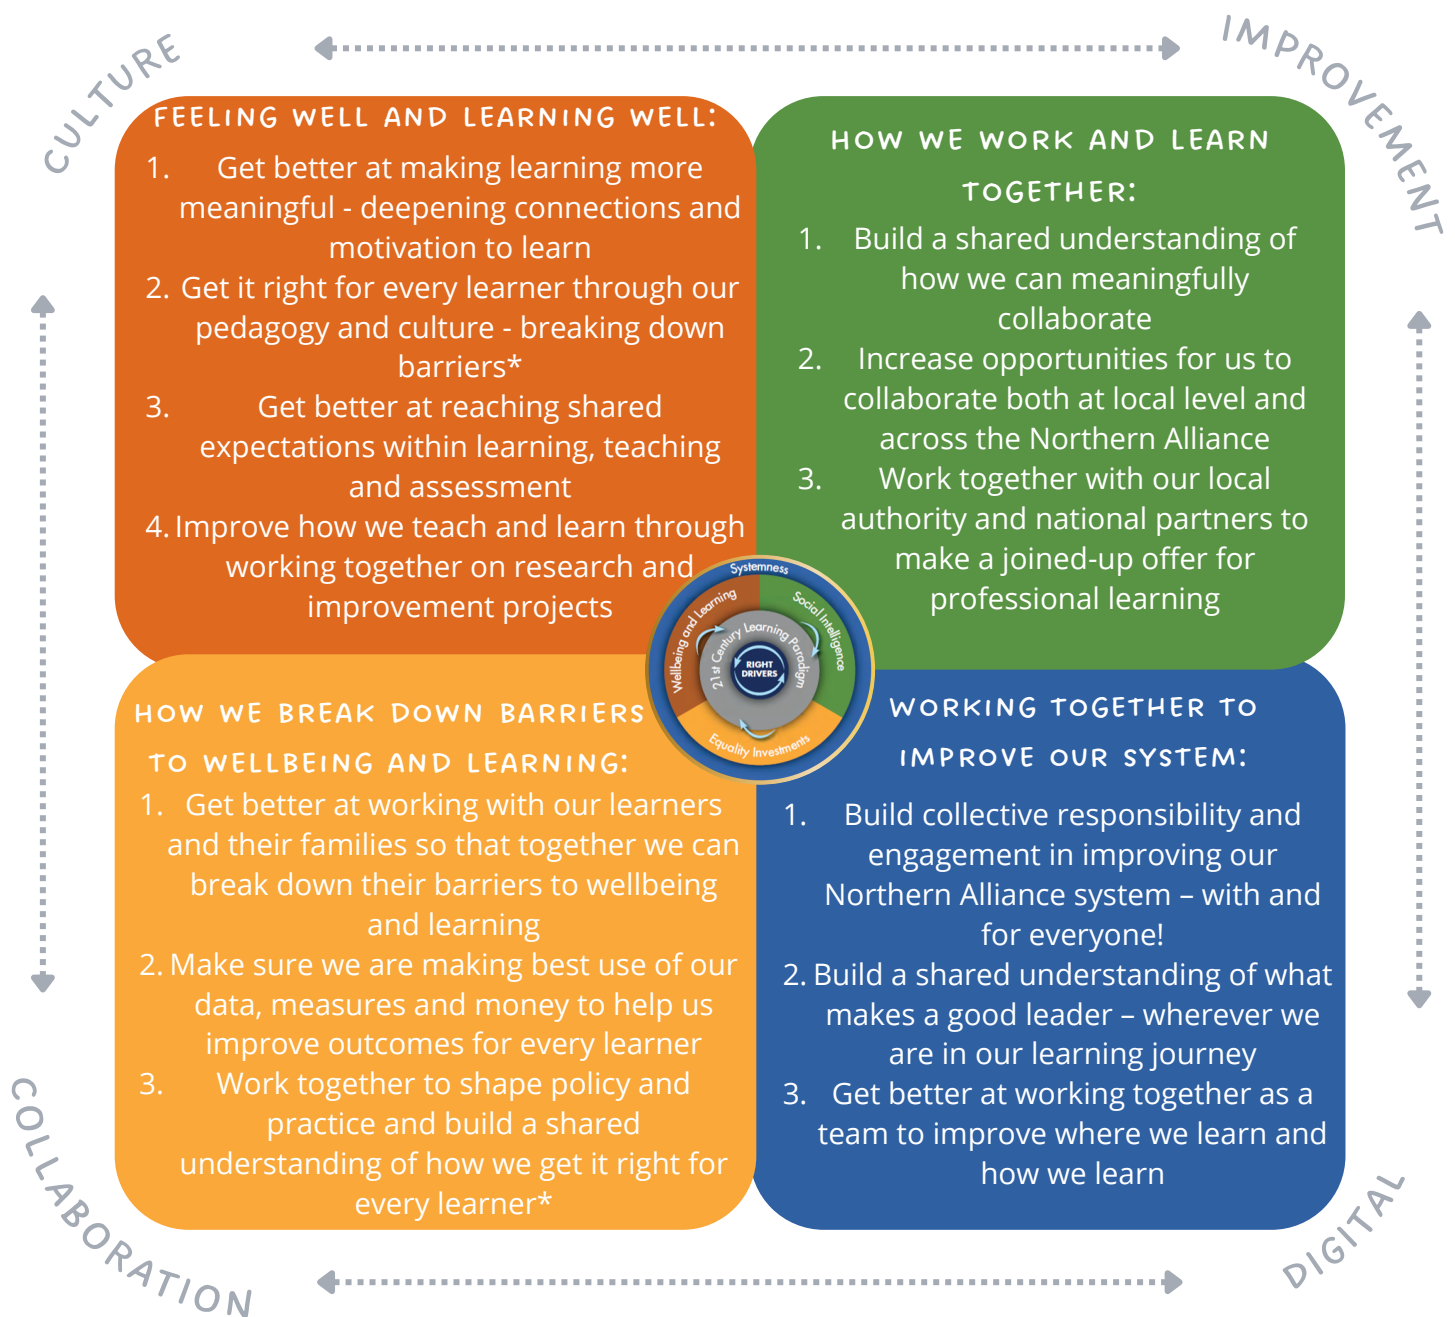 CULTURE
IMPROVEMENT
FEELING WELL AND LEARNING WELL:
1. Get better at making learning more
meaningful - deepening connections and
motivation to learn
2. Get it right for every learner through our
pedagogy and culture - breaking down
barriers*
3. Get better at reaching shared
expectations within learning, teaching
and assessment
4. Improve how we teach and learn through
working together on research and
improvement projects
HOW WE WORK AND LEARN
TOGETHER:
1. Build a shared understanding of
how we can meaningfully
collaborate
2. Increase opportunities for us to
collaborate both at local level and
across the Northern Alliance
3. Work together with our local
authority and national partners to
make a joined-up offer for
professional learning
Systemness
Wellbeing and Learning
Social Intelligence
21st Century Learning Paradigm
RIGHT
DRIVERS
Equality Investments
HOW WE BREAK DOWN BARRIERS
TO WELLBEING AND LEARNING:
1. Get better at working with our learners
and their families so that together we can
break down their barriers to wellbeing
and learning
2. Make sure we are making best use of our
data, measures and money to help us
improve outcomes for every learner
3. Work together to shape policy and
practice and build a shared
understanding of how we get it right for
every learner*
WORKING TOGETHER TO
IMPROVE OUR SYSTEM:
1. Build collective responsibility and
engagement in improving our
Northern Alliance system – with and
for everyone!
2. Build a shared understanding of what
makes a good leader – wherever we
are in our learning journey
3. Get better at working together as a
team to improve where we learn and
how we learn
COLLABORATION
DIGITAL